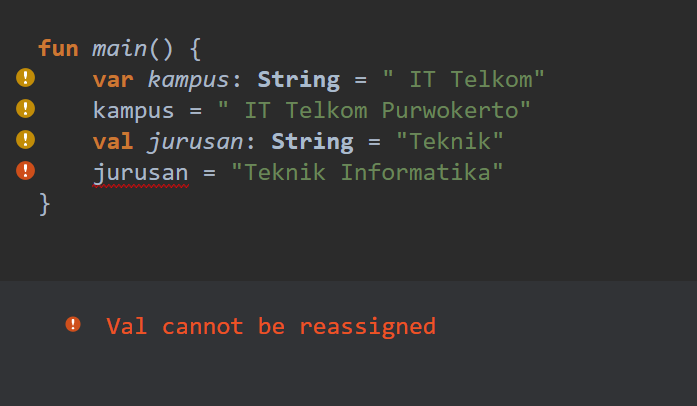 fun main() {
    var kampus: String = " IT Telkom"
    kampus = " IT Telkom Purwokerto"
    val jurusan: String = "Teknik"
    jurusan = "Teknik Informatika"
}
Val cannot be reassigned